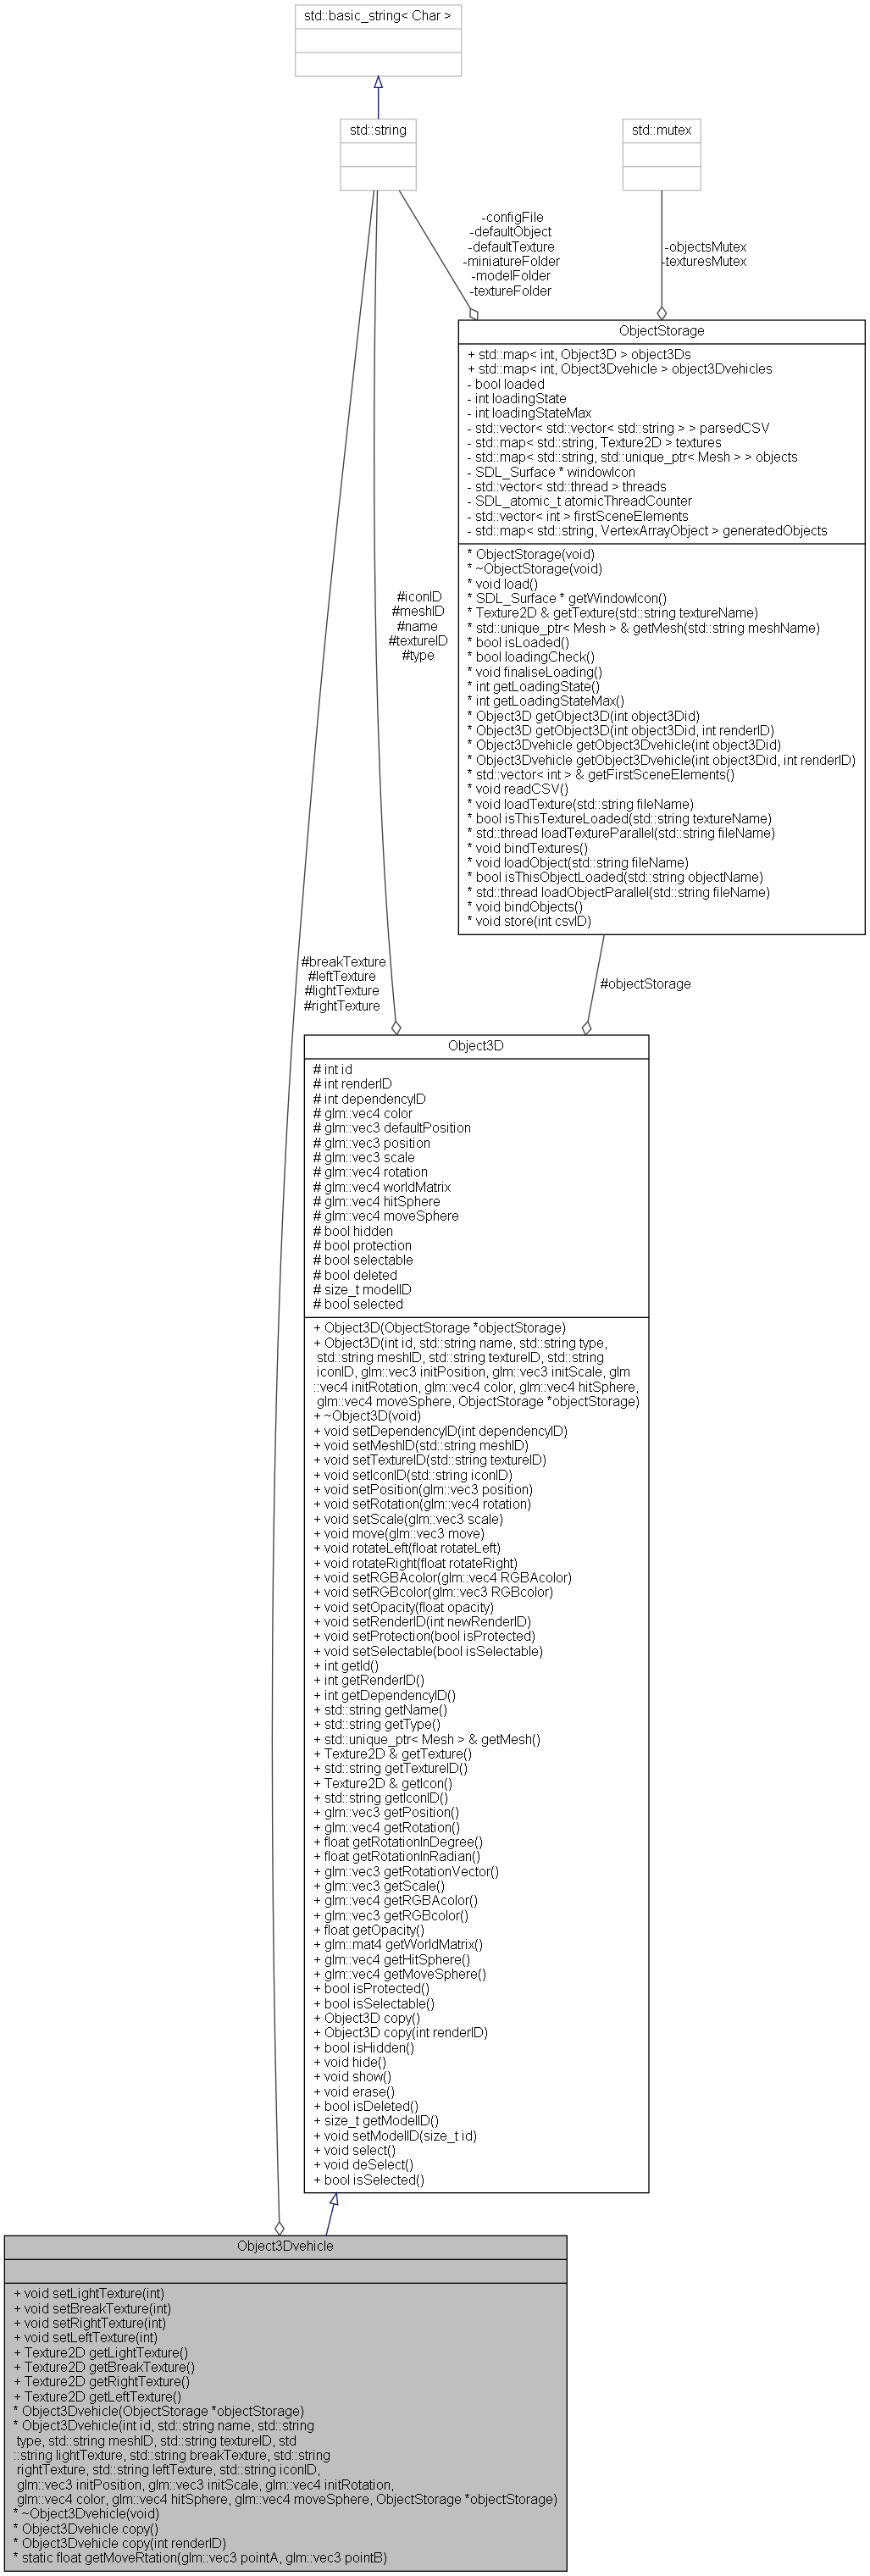 std::basic_string< Char >
std::string
std::mutex
-configFile
-defaultObject
-defaultTexture
-miniatureFolder
-modelFolder
-textureFolder
-objectsMutex
-texturesMutex
ObjectStorage
+ std::map< int, Object3D > object3Ds
+ std::map< int, Object3Dvehicle > object3Dvehicles
- bool loaded
- int loadingState
- int loadingStateMax
- std::vector< std::vector< std::string > > parsedCSV
- std::map< std::string, Texture2D > textures
- std::map< std::string, std::unique_ptr< Mesh > > objects
- SDL_Surface * windowIcon
- std::vector< std::thread > threads
- SDL_atomic_t atomicThreadCounter
- std::vector< int > firstSceneElements
- std::map< std::string, VertexArrayObject > generatedObjects
* ObjectStorage(void)
* ~ObjectStorage(void)
* void load()
* SDL_Surface * getWindowIcon()
* Texture2D & getTexture(std::string textureName)
* std::unique_ptr< Mesh > & getMesh(std::string meshName)
* bool isLoaded()
* bool loadingCheck()
* void finaliseLoading()
* int getLoadingState()
* int getLoadingStateMax()
* Object3D getObject3D(int object3Did)
* Object3D getObject3D(int object3Did, int renderID)
* Object3Dvehicle getObject3Dvehicle(int object3Did)
* Object3Dvehicle getObject3Dvehicle(int object3Did, int renderID)
* std::vector< int > & getFirstSceneElements()
* void readCSV()
* void loadTexture(std::string fileName)
* bool isThisTextureLoaded(std::string textureName)
* std::thread loadTextureParallel(std::string fileName)
* void bindTextures()
* void loadObject(std::string fileName)
* bool isThisObjectLoaded(std::string objectName)
* std::thread loadObjectParallel(std::string fileName)
* void bindObjects()
* void store(int csvID)
#iconID
#meshID
#name
#textureID
#type
#breakTexture
#leftTexture
#lightTexture
#rightTexture
#objectStorage
Object3D
# int id
# int renderID
# int dependencyID
# glm::vec4 color
# glm::vec3 defaultPosition
# glm::vec3 position
# glm::vec3 scale
# glm::vec4 rotation
# glm::vec4 worldMatrix
# glm::vec4 hitSphere
# glm::vec4 moveSphere
# bool hidden
# bool protection
# bool selectable
# bool deleted
# size_t modelID
# bool selected
+ Object3D(ObjectStorage *objectStorage)
+ Object3D(int id, std::string name, std::string type,
std::string meshID, std::string textureID, std::string
iconID, glm::vec3 initPosition, glm::vec3 initScale, glm
::vec4 initRotation, glm::vec4 color, glm::vec4 hitSphere,
glm::vec4 moveSphere, ObjectStorage *objectStorage)
+ ~Object3D(void)
+ void setDependencyID(int dependencyID)
+ void setMeshID(std::string meshID)
+ void setTextureID(std::string textureID)
+ void setIconID(std::string iconID)
+ void setPosition(glm::vec3 position)
+ void setRotation(glm::vec4 rotation)
+ void setScale(glm::vec3 scale)
+ void move(glm::vec3 move)
+ void rotateLeft(float rotateLeft)
+ void rotateRight(float rotateRight)
+ void setRGBAcolor(glm::vec4 RGBAcolor)
+ void setRGBcolor(glm::vec3 RGBcolor)
+ void setOpacity(float opacity)
+ void setRenderID(int newRenderID)
+ void setProtection(bool isProtected)
+ void setSelectable(bool isSelectable)
+ int getId()
+ int getRenderID()
+ int getDependencyID()
+ std::string getName()
+ std::string getType()
+ std::unique_ptr< Mesh > & getMesh()
+ Texture2D & getTexture()
+ std::string getTextureID()
+ Texture2D & getIcon()
+ std::string getIconID()
+ glm::vec3 getPosition()
+ glm::vec4 getRotation()
+ float getRotationInDegree()
+ float getRotationInRadian()
+ glm::vec3 getRotationVector()
+ glm::vec3 getScale()
+ glm::vec4 getRGBAcolor()
+ glm::vec3 getRGBcolor()
+ float getOpacity()
+ glm::mat4 getWorldMatrix()
+ glm::vec4 getHitSphere()
+ glm::vec4 getMoveSphere()
+ bool isProtected()
+ bool isSelectable()
+ Object3D copy()
+ Object3D copy(int renderID)
+ bool isHidden()
+ void hide()
+ void show()
+ void erase()
+ bool isDeleted()
+ size_t getModelID()
+ void setModelID(size_t id)
+ void select()
+ void deSelect()
+ bool isSelected()
Object3Dvehicle
+ void setLightTexture(int)
+ void setBreakTexture(int)
+ void setRightTexture(int)
+ void setLeftTexture(int)
+ Texture2D getLightTexture()
+ Texture2D getBreakTexture()
+ Texture2D getRightTexture()
+ Texture2D getLeftTexture()
* Object3Dvehicle(ObjectStorage *objectStorage)
* Object3Dvehicle(int id, std::string name, std::string
type, std::string meshID, std::string textureID, std
::string lightTexture, std::string breakTexture, std::string
rightTexture, std::string leftTexture, std::string iconID,
glm::vec3 initPosition, glm::vec3 initScale, glm::vec4 initRotation,
glm::vec4 color, glm::vec4 hitSphere, glm::vec4 moveSphere, ObjectStorage *objectStorage)
* ~Object3Dvehicle(void)
* Object3Dvehicle copy()
* Object3Dvehicle copy(int renderID)
* static float getMoveRtation(glm::vec3 pointA, glm::vec3 pointB)